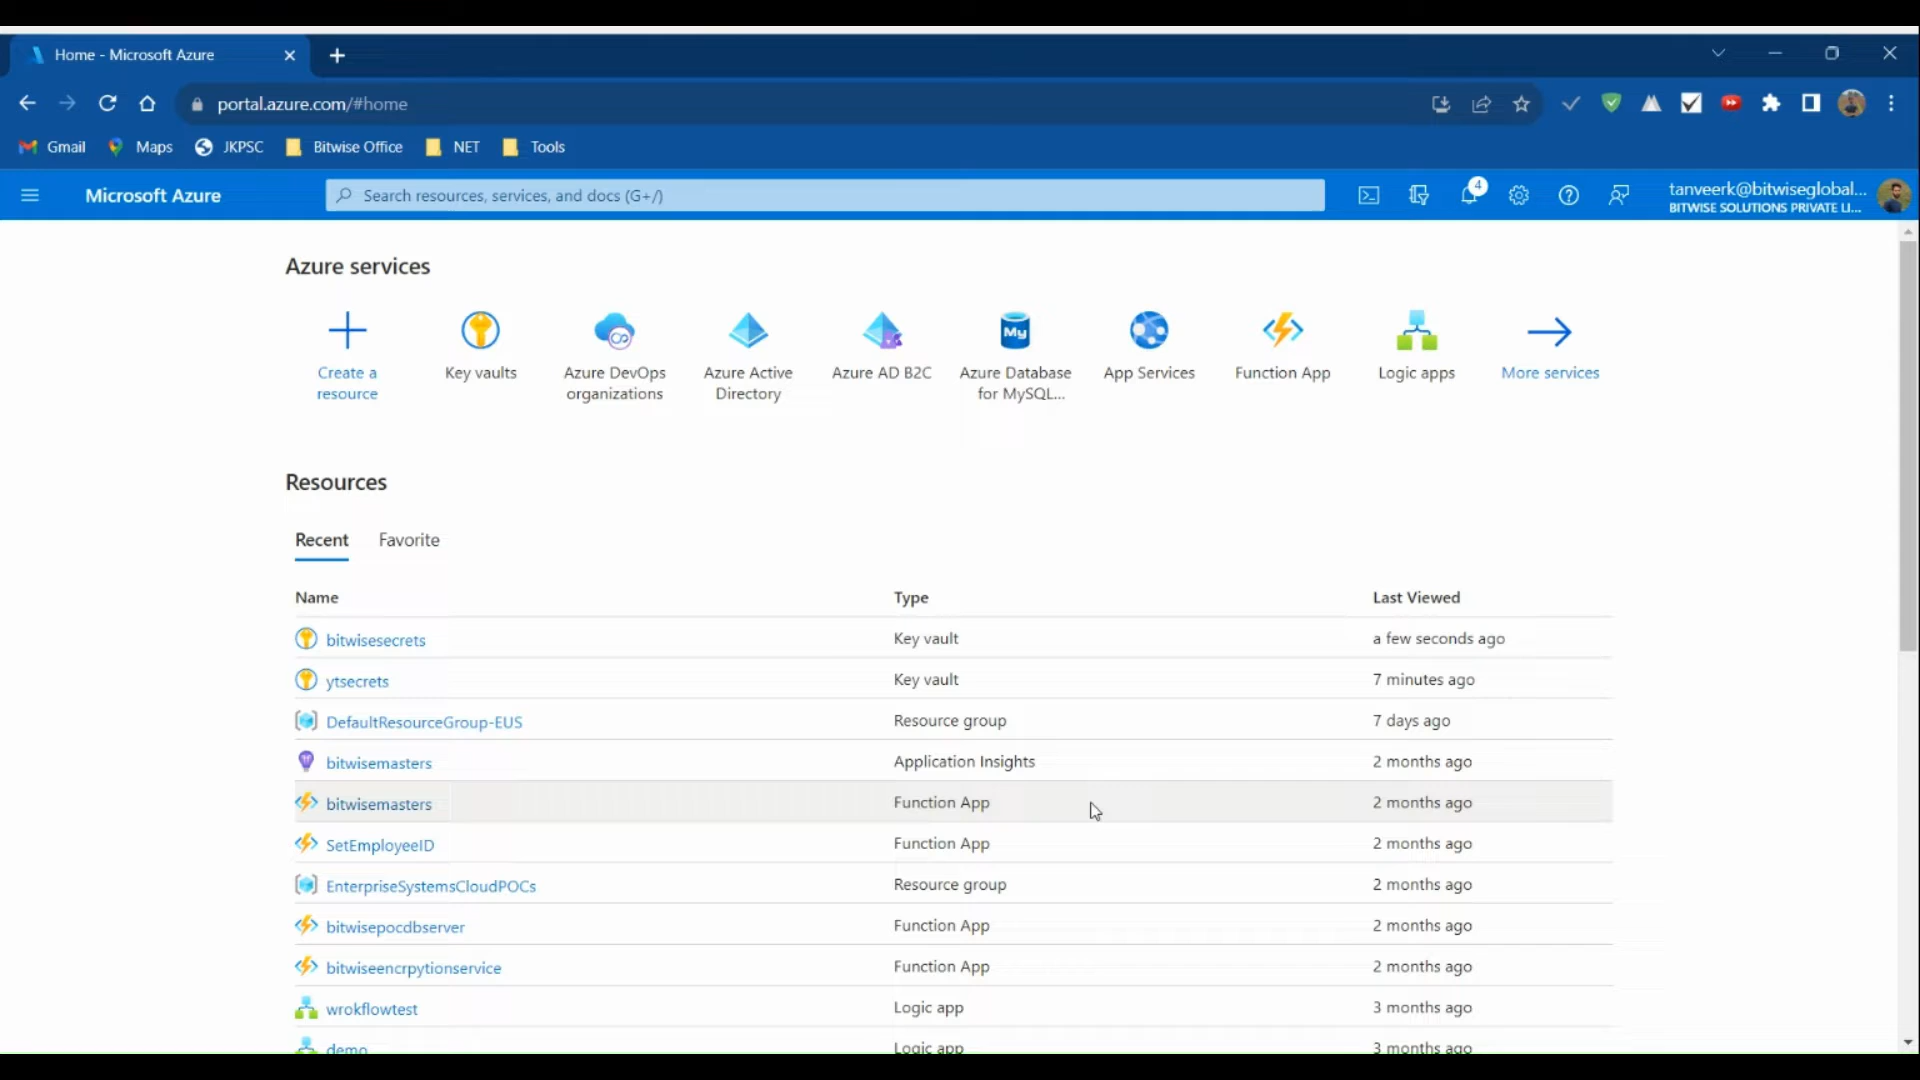 Home - Microsoft Azure
portal.azure.com/#home
Gmail Maps JKPSC Bitwise Office NET Tools
Microsoft Azure Search resources, services, and docs (G+/) 4 tanveerk@bitwiseglobal...
BITWISE SOLUTIONS PRIVATE LI...
Azure services
Create a resource
Key vaults
Azure DevOps organizations
Azure Active Directory
Azure AD B2C
My
Azure Database for MySQL...
App Services
Function App
Logic apps
More services
Resources
Recent Favorite
Name Type Last Viewed
bitwisesecrets Key vault a few seconds ago
ytsecrets Key vault 7 minutes ago
DefaultResourceGroup-EUS Resource group 7 days ago
bitwisemasters Application Insights 2 months ago
bitwisemasters Function App 2 months ago
SetEmployeeID Function App 2 months ago
EnterpriseSystemsCloudPOCs Resource group 2 months ago
bitwisepocdbserver Function App 2 months ago
bitwiseencrpytionservice Function App 2 months ago
wrokflowtest Logic app 3 months ago
demo Logic app 3 months ago